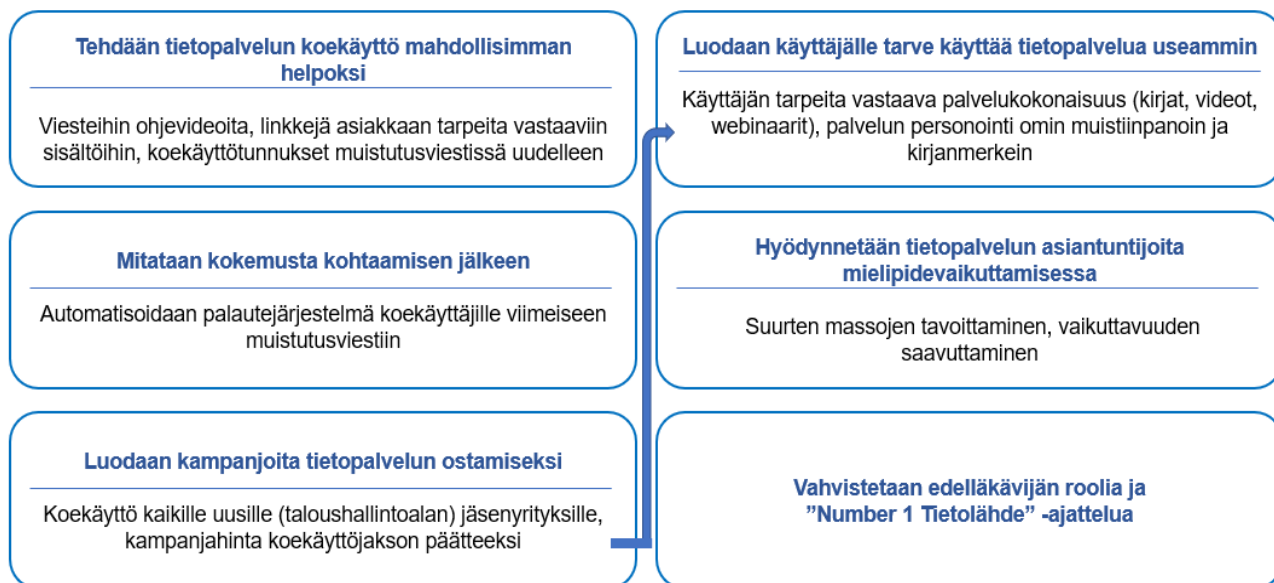 Tehdään tietopalvelun koekäyttö mahdollisimman
helpoksi
Viesteihin ohjevideoita, linkkejä asiakkaan tarpeita vastaaviin
sisältöihin, koekäyttötunnukset muistutusviestissä uudelleen
Mitataan kokemusta kohtaamisen jälkeen
Automatisoidaan palautejärjestelmä koekäyttäjille viimeiseen
muistutusviestiin
Luodaan kampanjoita tietopalvelun ostamiseksi
Koekäyttö kaikille uusille (taloushallintoalan) jäsenyrityksille,
kampanjahinta koekäyttöjakson päätteeksi
Luodaan käyttäjälle tarve käyttää tietopalvelua useammin
Käyttäjän tarpeita vastaava palvelukokonaisuus (kirjat, videot,
webinaarit), palvelun personointi omin muistiinpanoin ja
kirjanmerkein
Hyödynnetään tietopalvelun asiantuntijoita
mielipidevaikuttamisessa
Suurten massojen tavoittaminen, vaikuttavuuden
saavuttaminen
Vahvistetaan edelläkävijän roolia ja
”Number 1 Tietolähde” -ajattelua